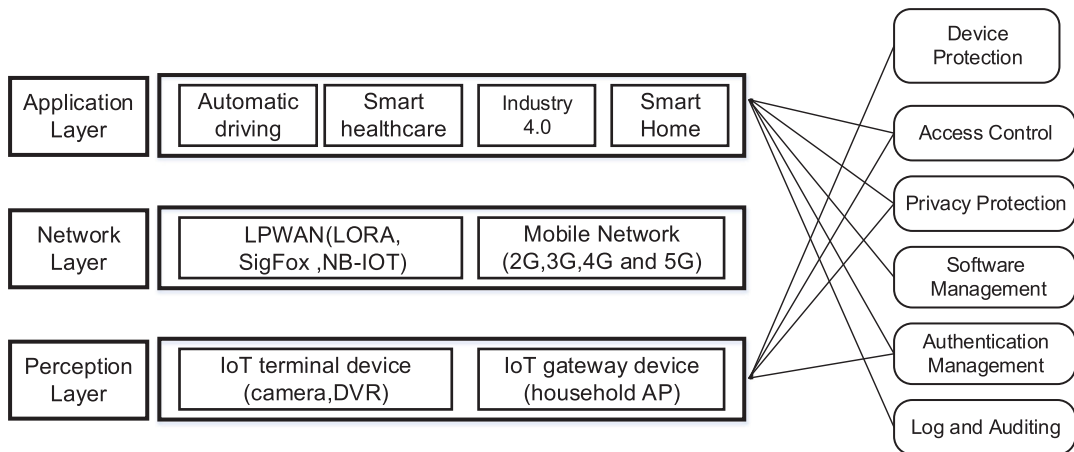 Application
Layer
Automatic
driving
Smart
healthcare
Industry
4.0
Smart
Home
Network
Layer
LPWAN(LORA,
SigFox ,NB-IOT)
Mobile Network
(2G,3G,4G and 5G)
Perception
Layer
IoT terminal device
(camera,DVR)
IoT gateway device
(household AP)
Device
Protection
Access Control
Privacy Protection
Software
Management
Authentication
Management
Log and Auditing